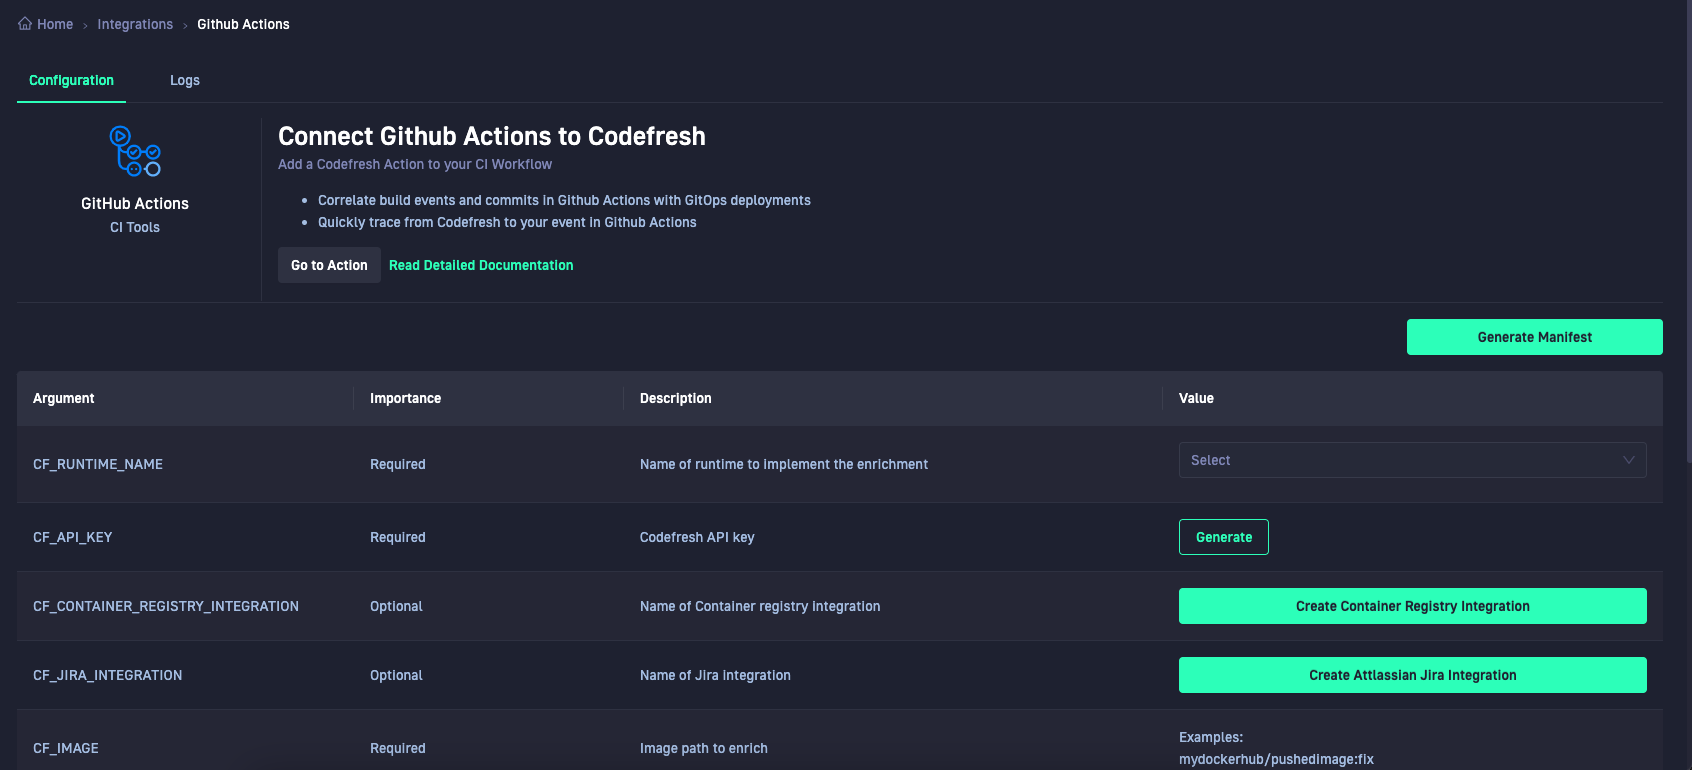 Home › Integrations › Github Actions
Configuration Logs
GitHub Actions
CI Tools
Connect Github Actions to Codefresh
Add a Codefresh Action to your CI Workflow
• Correlate build events and commits in Github Actions with GitOps deployments
• Quickly trace from Codefresh to your event in Github Actions
Go to Action Read Detailed Documentation
Generate Manifest
Argument Importance Description Value
CF_RUNTIME_NAME Required Name of runtime to implement the enrichment Select
CF_API_KEY Required Codefresh API key Generate
CF_CONTAINER_REGISTRY_INTEGRATION Optional Name of Container registry integration Create Container Registry Integration
CF_JIRA_INTEGRATION Optional Name of Jira integration Create Attlassian Jira Integration
CF_IMAGE Required Image path to enrich Examples:
mydockerhub/pushedimage:fix